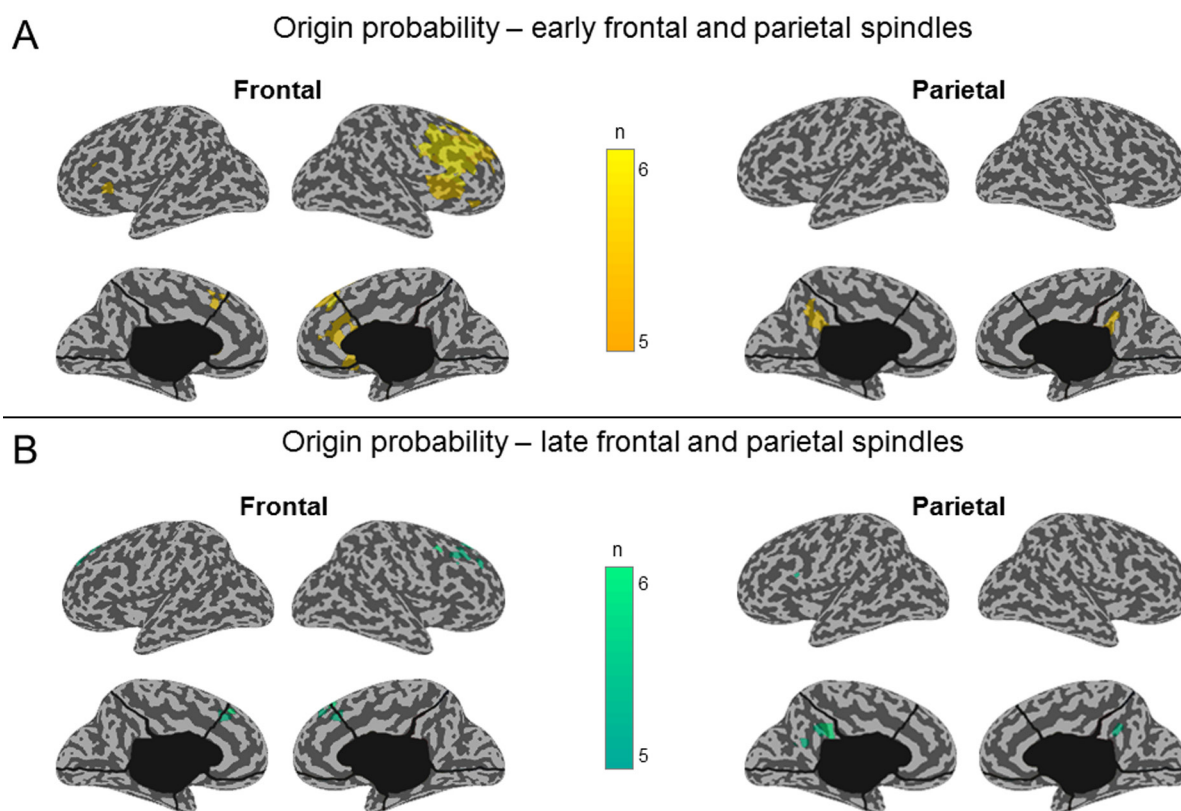 A
Origin probability – early frontal and parietal spindles
Frontal
Parietal
n
6
5
B
Origin probability – late frontal and parietal spindles
Frontal
Parietal
n
6
5